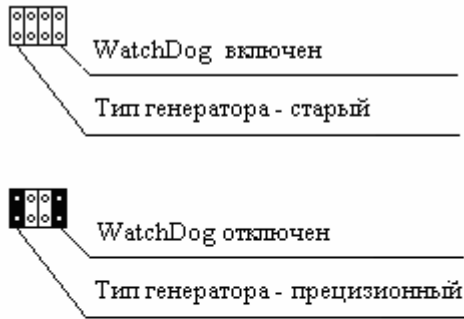 WatchDog включен
Тип генератора - старый
WatchDog отключен
Тип генератора - прецизионный